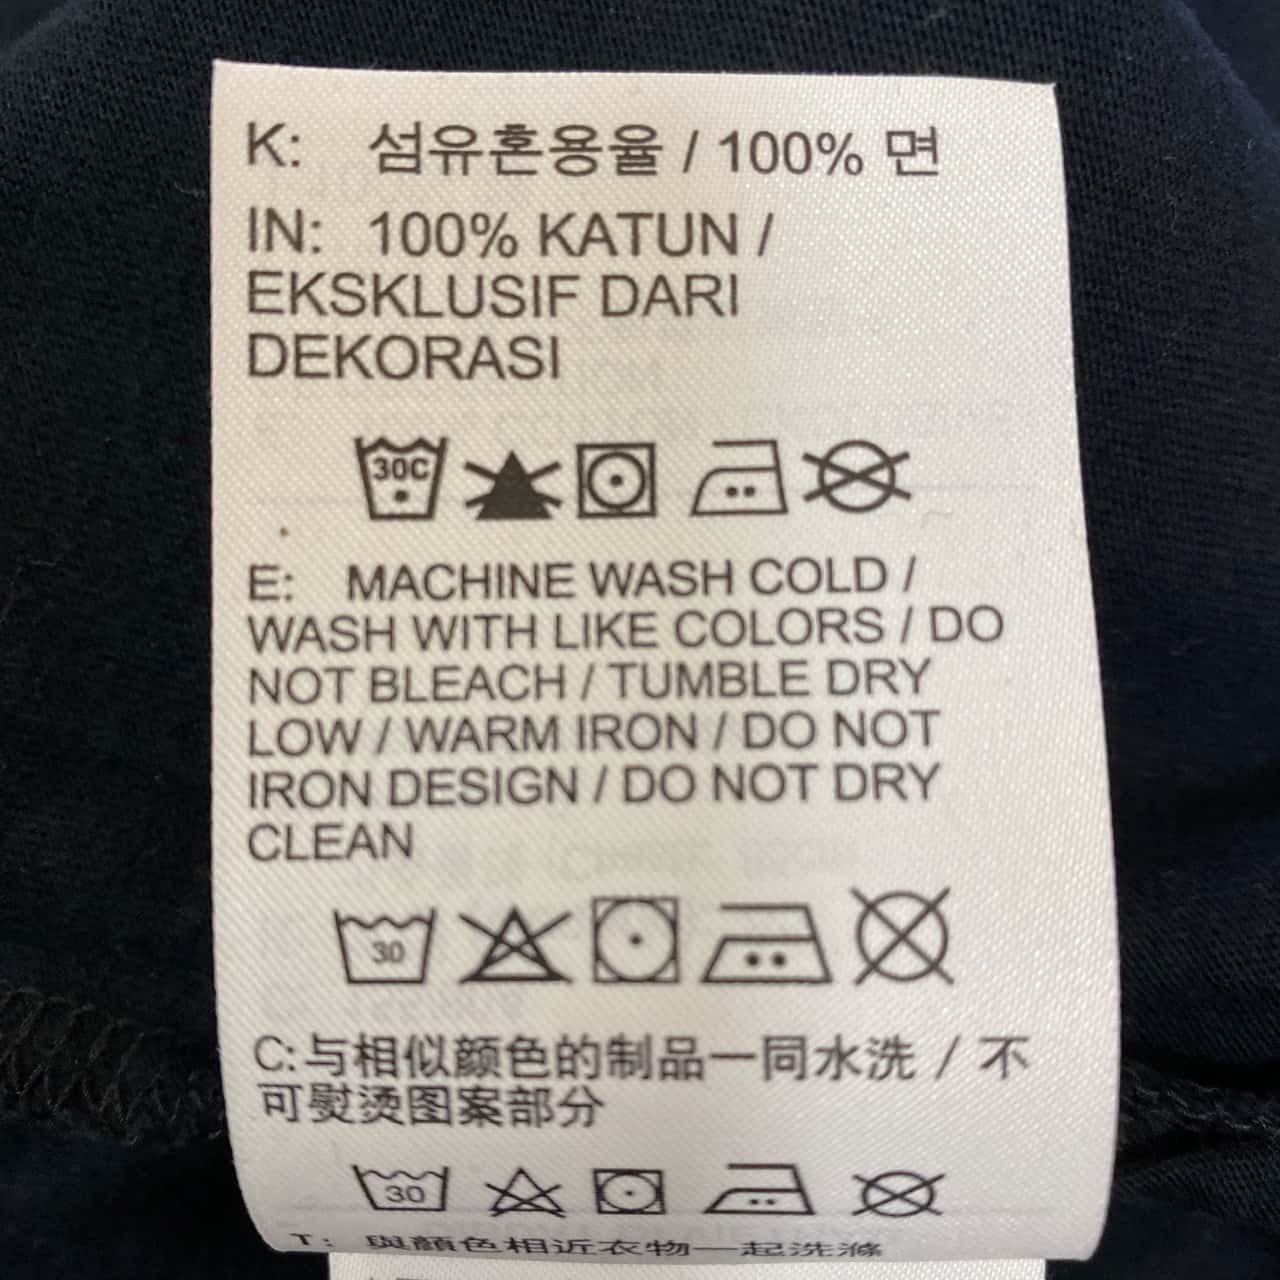 K: 섬유혼용율 / 100% 면
IN: 100% KATUN /
EKSKLUSIF DARI
DEKORASI
30C
E: MACHINE WASH COLD /
WASH WITH LIKE COLORS / DO
NOT BLEACH / TUMBLE DRY
LOW / WARM IRON / DO NOT
IRON DESIGN / DO NOT DRY
CLEAN
30
C:与相似颜色的制品一同水洗 / 不
可熨烫图案部分
30
T: 與顏色相近衣物一起洗滌